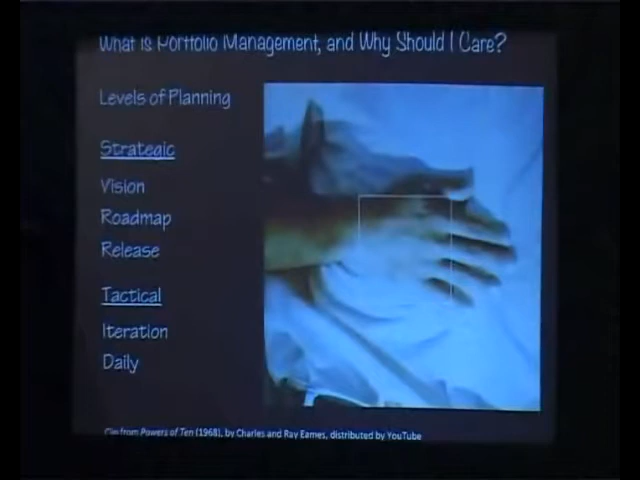 What is Portfolio Management, and Why Should I Care?
Levels of Planning
Strategic
Vision
Roadmap
Release
Tactical
Iteration
Daily
Clip from Powers of Ten (1968), by Charles and Ray Eames, distributed by YouTube